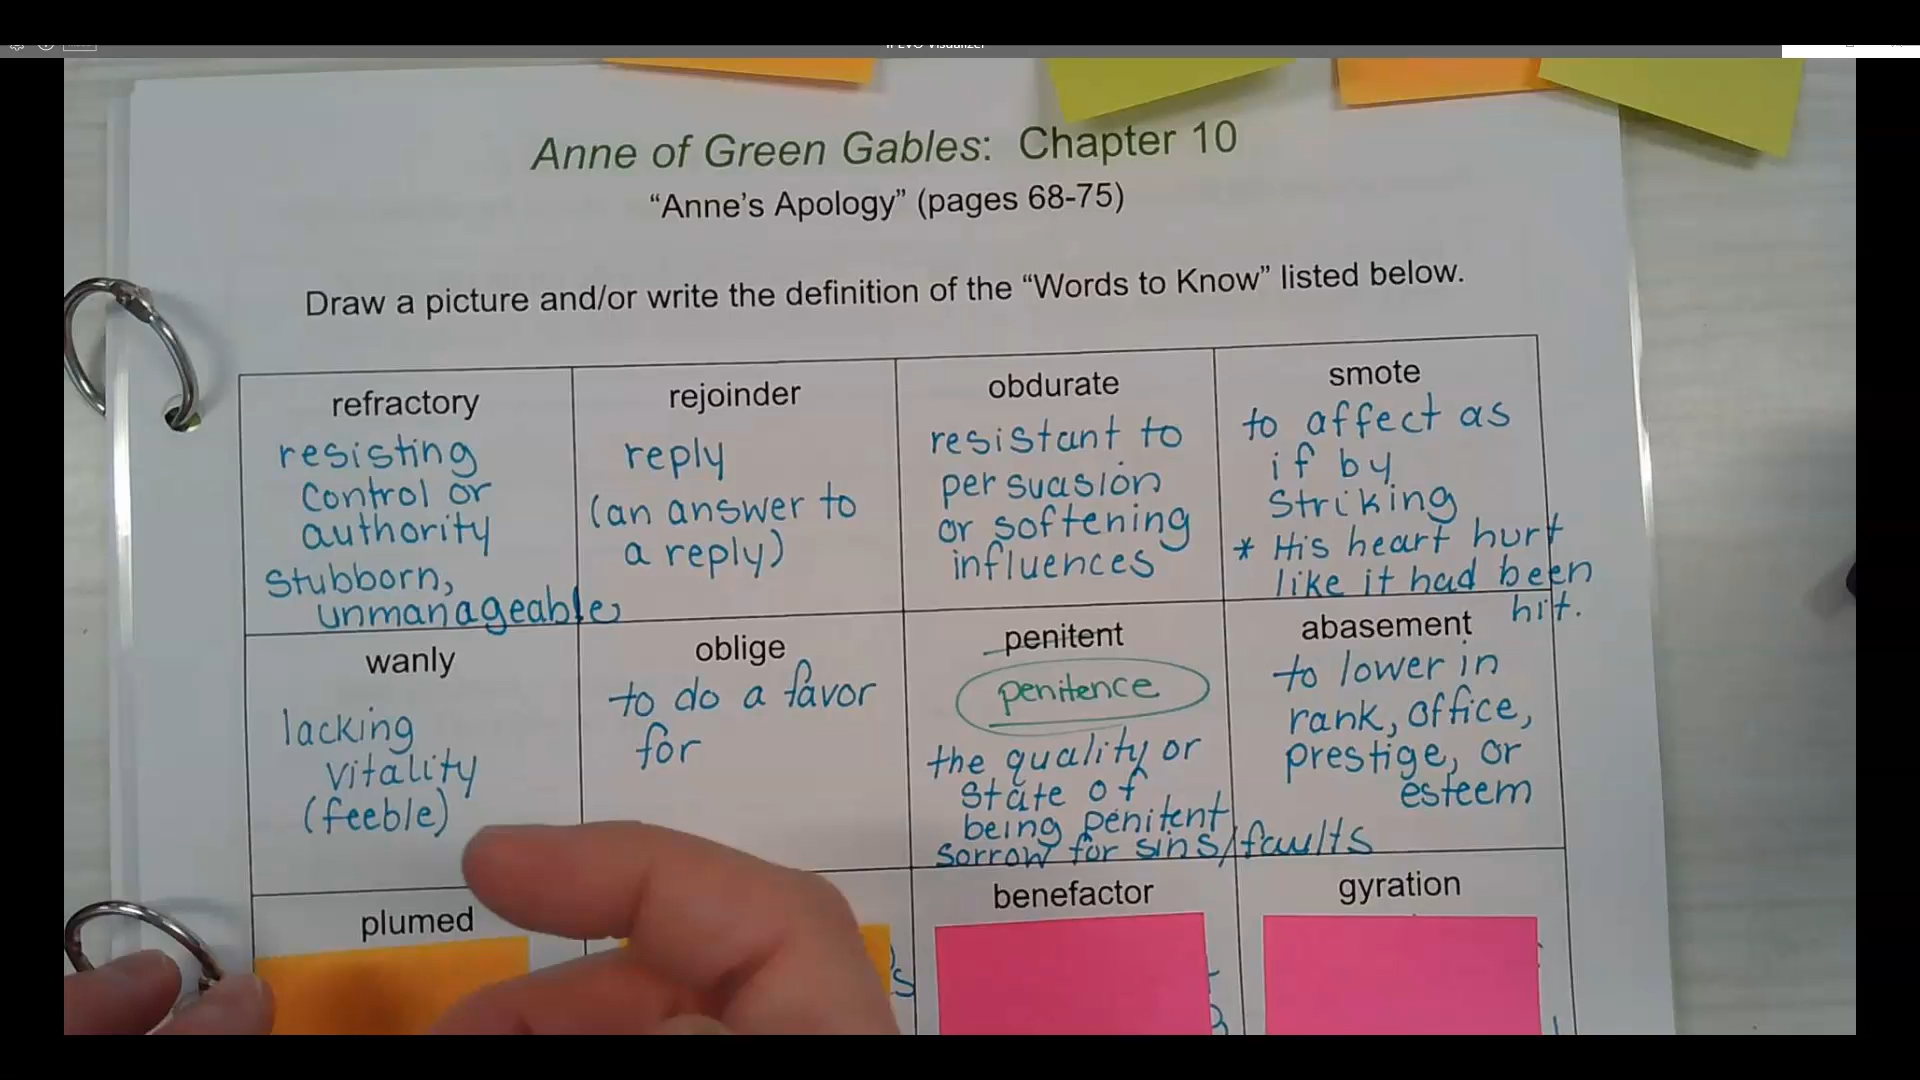 Anne of Green Gables: Chapter 10
“Anne’s Apology” (pages 68-75)
Draw a picture and/or write the definition of the “Words to Know” listed below.
refractory
resisting
control or
authority
stubborn,
unmanageable
rejoinder
reply
(an answer to
a reply)
obdurate
resistant to
persuasion
or softening
influences
smote
to affect as
if by
striking
* His heart hurt
like it had been
hit.
wanly
lacking
vitality
(feeble)
oblige
to do a favor
for
penitent
penitence
the quality or
state of
being penitent
sorrow for sins/faults
abasement
to lower in
rank, office,
prestige, or
esteem
plumed
benefactor
gyration